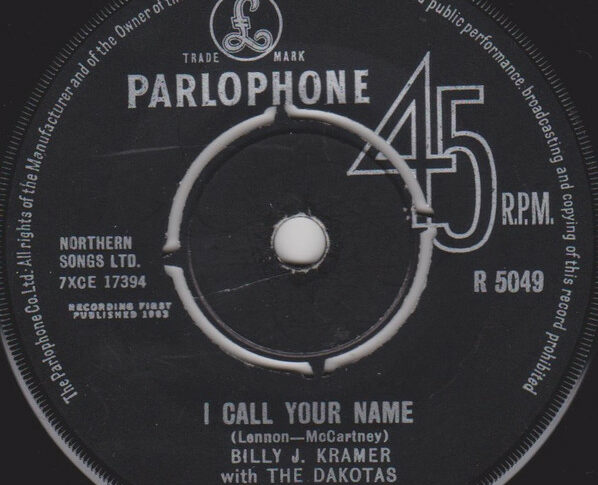 The Parlophone Co.Ltd. All rights of the Manufacturer and of the Owner of
public performance, broadcasting and copying of this record prohibited
£
TRADE MARK
PARLOPHONE
45
R.P.M.
NORTHERN
SONGS LTD.
7XCE 17394
R 5049
RECORDING FIRST
PUBLISHED 1963
I CALL YOUR NAME
(Lennon—McCartney)
BILLY J. KRAMER
with THE DAKOTAS